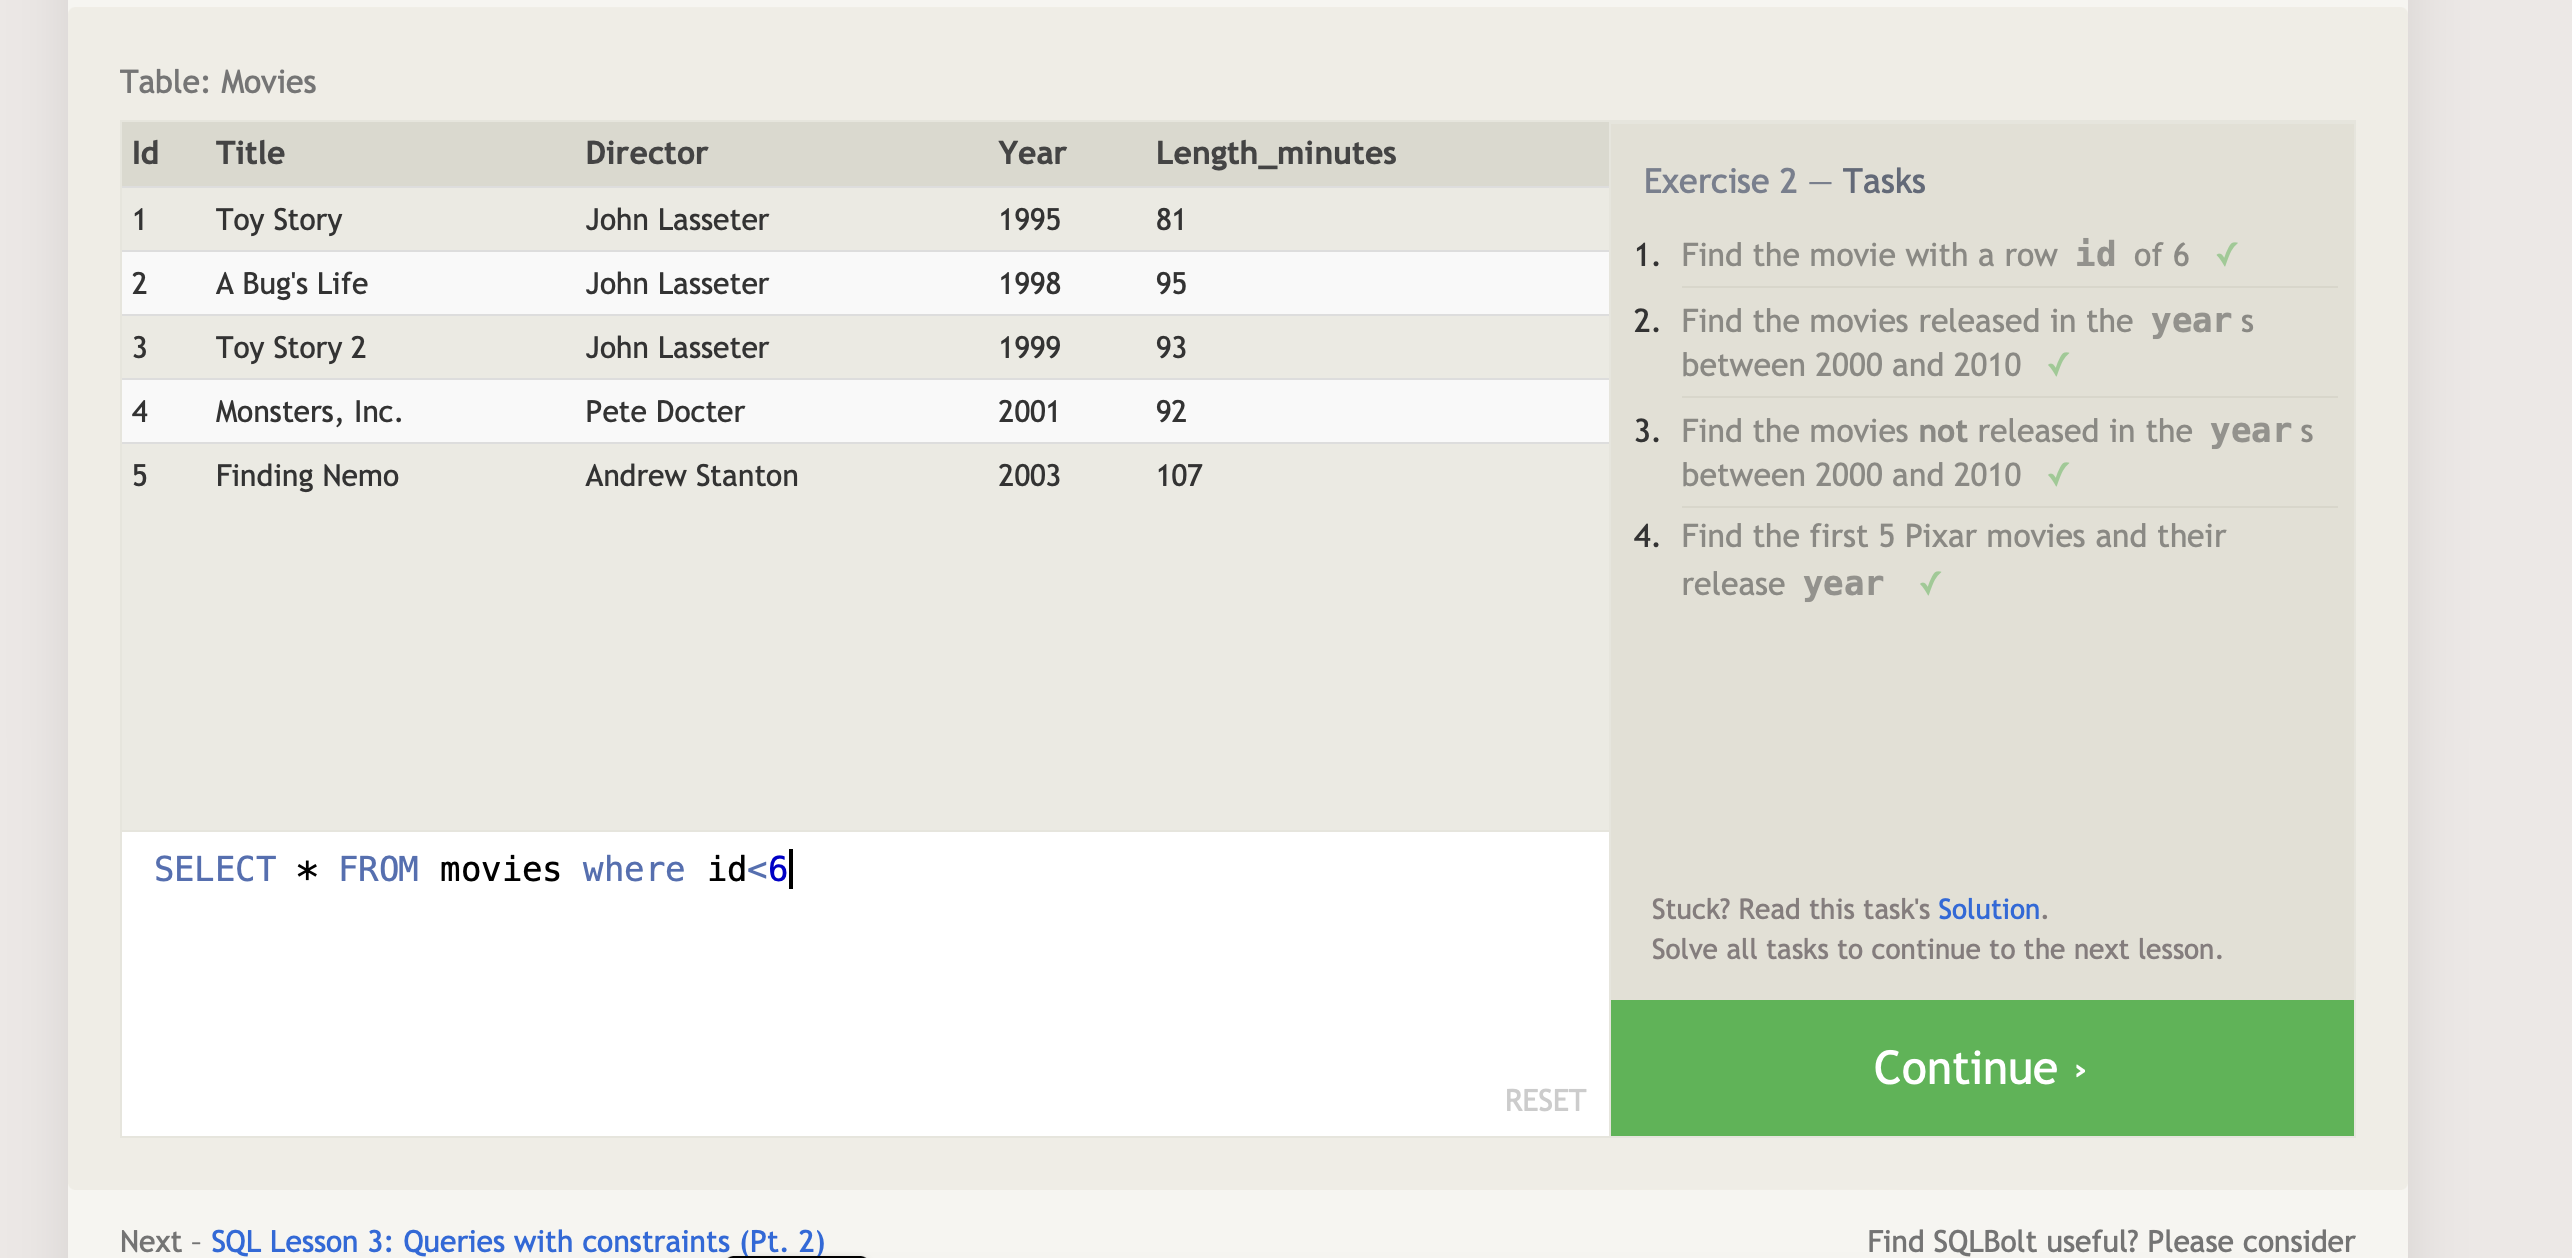 Table: Movies
Id Title Director Year Length_minutes
1 Toy Story John Lasseter 1995 81
2 A Bug's Life John Lasseter 1998 95
3 Toy Story 2 John Lasseter 1999 93
4 Monsters, Inc. Pete Docter 2001 92
5 Finding Nemo Andrew Stanton 2003 107
SELECT * FROM movies where id<6
RESET
Exercise 2 — Tasks
1. Find the movie with a row id of 6 ✓
2. Find the movies released in the year s
between 2000 and 2010 ✓
3. Find the movies not released in the year s
between 2000 and 2010 ✓
4. Find the first 5 Pixar movies and their
release year ✓
Stuck? Read this task's Solution.
Solve all tasks to continue to the next lesson.
Continue ›
Next – SQL Lesson 3: Queries with constraints (Pt. 2)
Find SQLBolt useful? Please consider